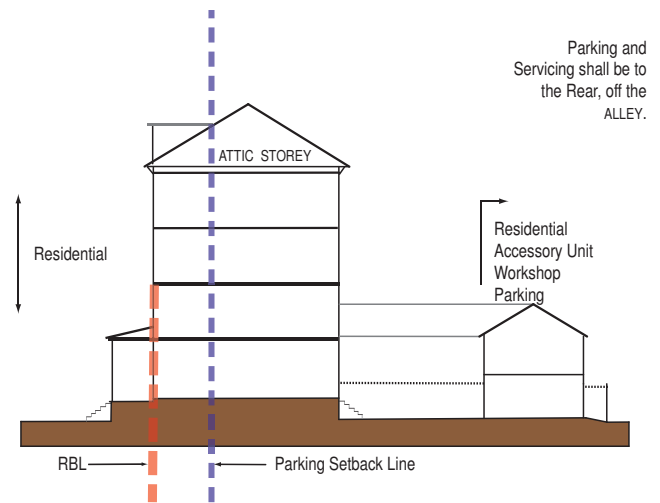 Parking and
Servicing shall be to
the Rear, off the
ALLEY.
ATTIC STOREY
Residential
Residential
Accessory Unit
Workshop
Parking
RBL
Parking Setback Line